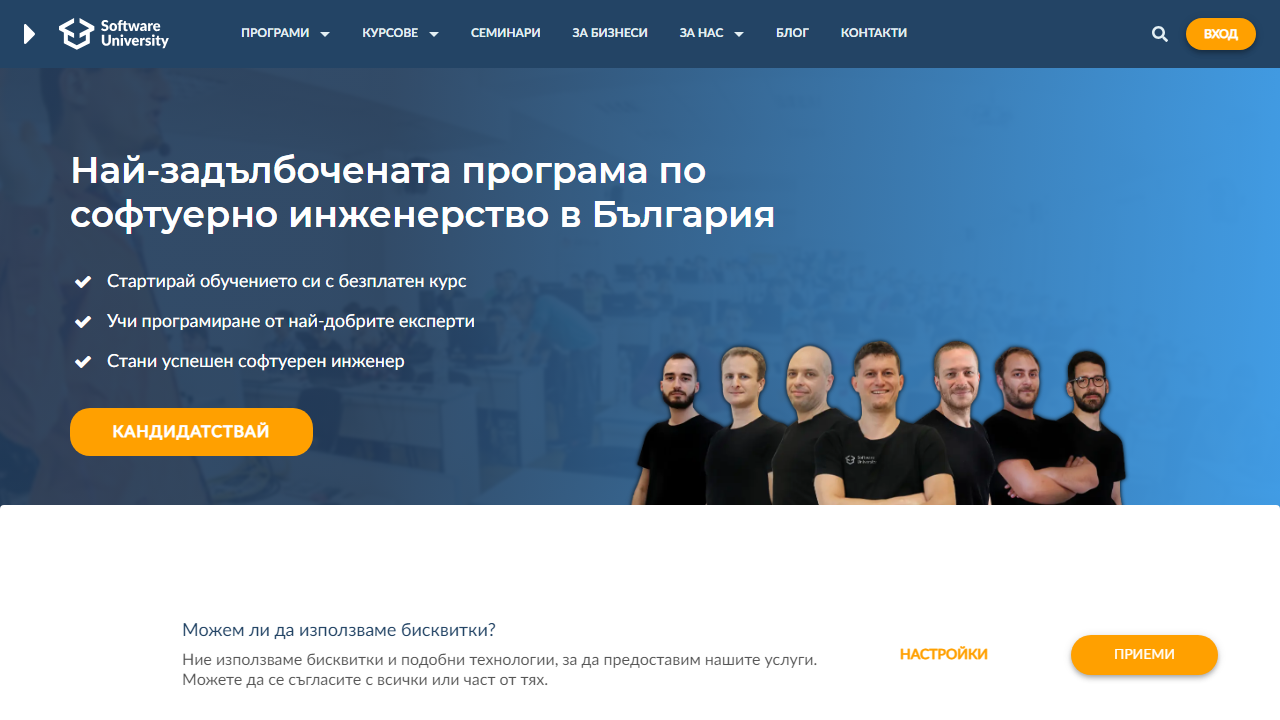 Software
University
ПРОГРАМИ
КУРСОВЕ
СЕМИНАРИ
ЗА БИЗНЕСИ
ЗА НАС
БЛОГ
КОНТАКТИ
ВХОД
Най-задълбочената програма по
софтуерно инженерство в България
Стартирай обучението си с безплатен курс
Учи програмиране от най-добрите експерти
Стани успешен софтуерен инженер
КАНДИДАТСТВАЙ
Software
University
Можем ли да използваме бисквитки?
Ние използваме бисквитки и подобни технологии, за да предоставим нашите услуги.
Можете да се съгласите с всички или част от тях.
НАСТРОЙКИ
ПРИЕМИ